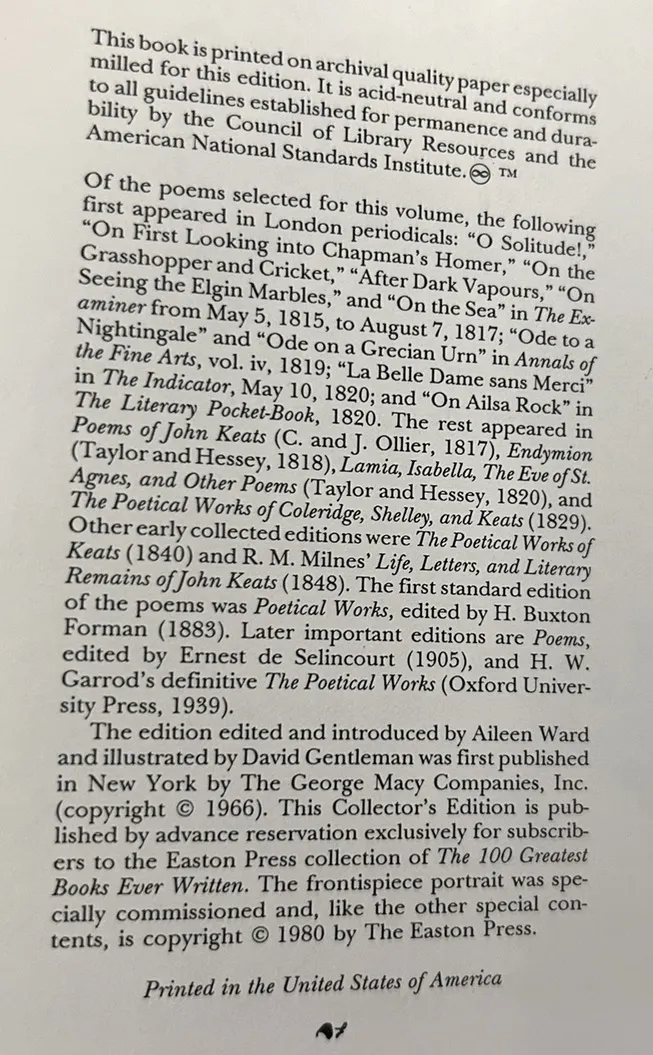 This book is printed on archival quality paper especially
milled for this edition. It is acid-neutral and conforms
to all guidelines established for permanence and dura-
bility by the Council of Library Resources and the
American National Standards Institute.♾ ™
Of the poems selected for this volume, the following
first appeared in London periodicals: “O Solitude!,”
“On First Looking into Chapman’s Homer,” “On the
Grasshopper and Cricket,” “After Dark Vapours,” “On
Seeing the Elgin Marbles,” and “On the Sea” in The Ex-
aminer from May 5, 1815, to August 7, 1817; “Ode to a
Nightingale” and “Ode on a Grecian Urn” in Annals of
the Fine Arts, vol. iv, 1819; “La Belle Dame sans Merci”
in The Indicator, May 10, 1820; and “On Ailsa Rock” in
The Literary Pocket-Book, 1820. The rest appeared in
Poems of John Keats (C. and J. Ollier, 1817), Endymion
(Taylor and Hessey, 1818), Lamia, Isabella, The Eve of St.
Agnes, and Other Poems (Taylor and Hessey, 1820), and
The Poetical Works of Coleridge, Shelley, and Keats (1829).
Other early collected editions were The Poetical Works of
Keats (1840) and R. M. Milnes’ Life, Letters, and Literary
Remains of John Keats (1848). The first standard edition
of the poems was Poetical Works, edited by H. Buxton
Forman (1883). Later important editions are Poems,
edited by Ernest de Selincourt (1905), and H. W.
Garrod’s definitive The Poetical Works (Oxford Univer-
sity Press, 1939).
The edition edited and introduced by Aileen Ward
and illustrated by David Gentleman was first published
in New York by The George Macy Companies, Inc.
(copyright © 1966). This Collector’s Edition is pub-
lished by advance reservation exclusively for subscrib-
ers to the Easton Press collection of The 100 Greatest
Books Ever Written. The frontispiece portrait was spe-
cially commissioned and, like the other special con-
tents, is copyright © 1980 by The Easton Press.
Printed in the United States of America